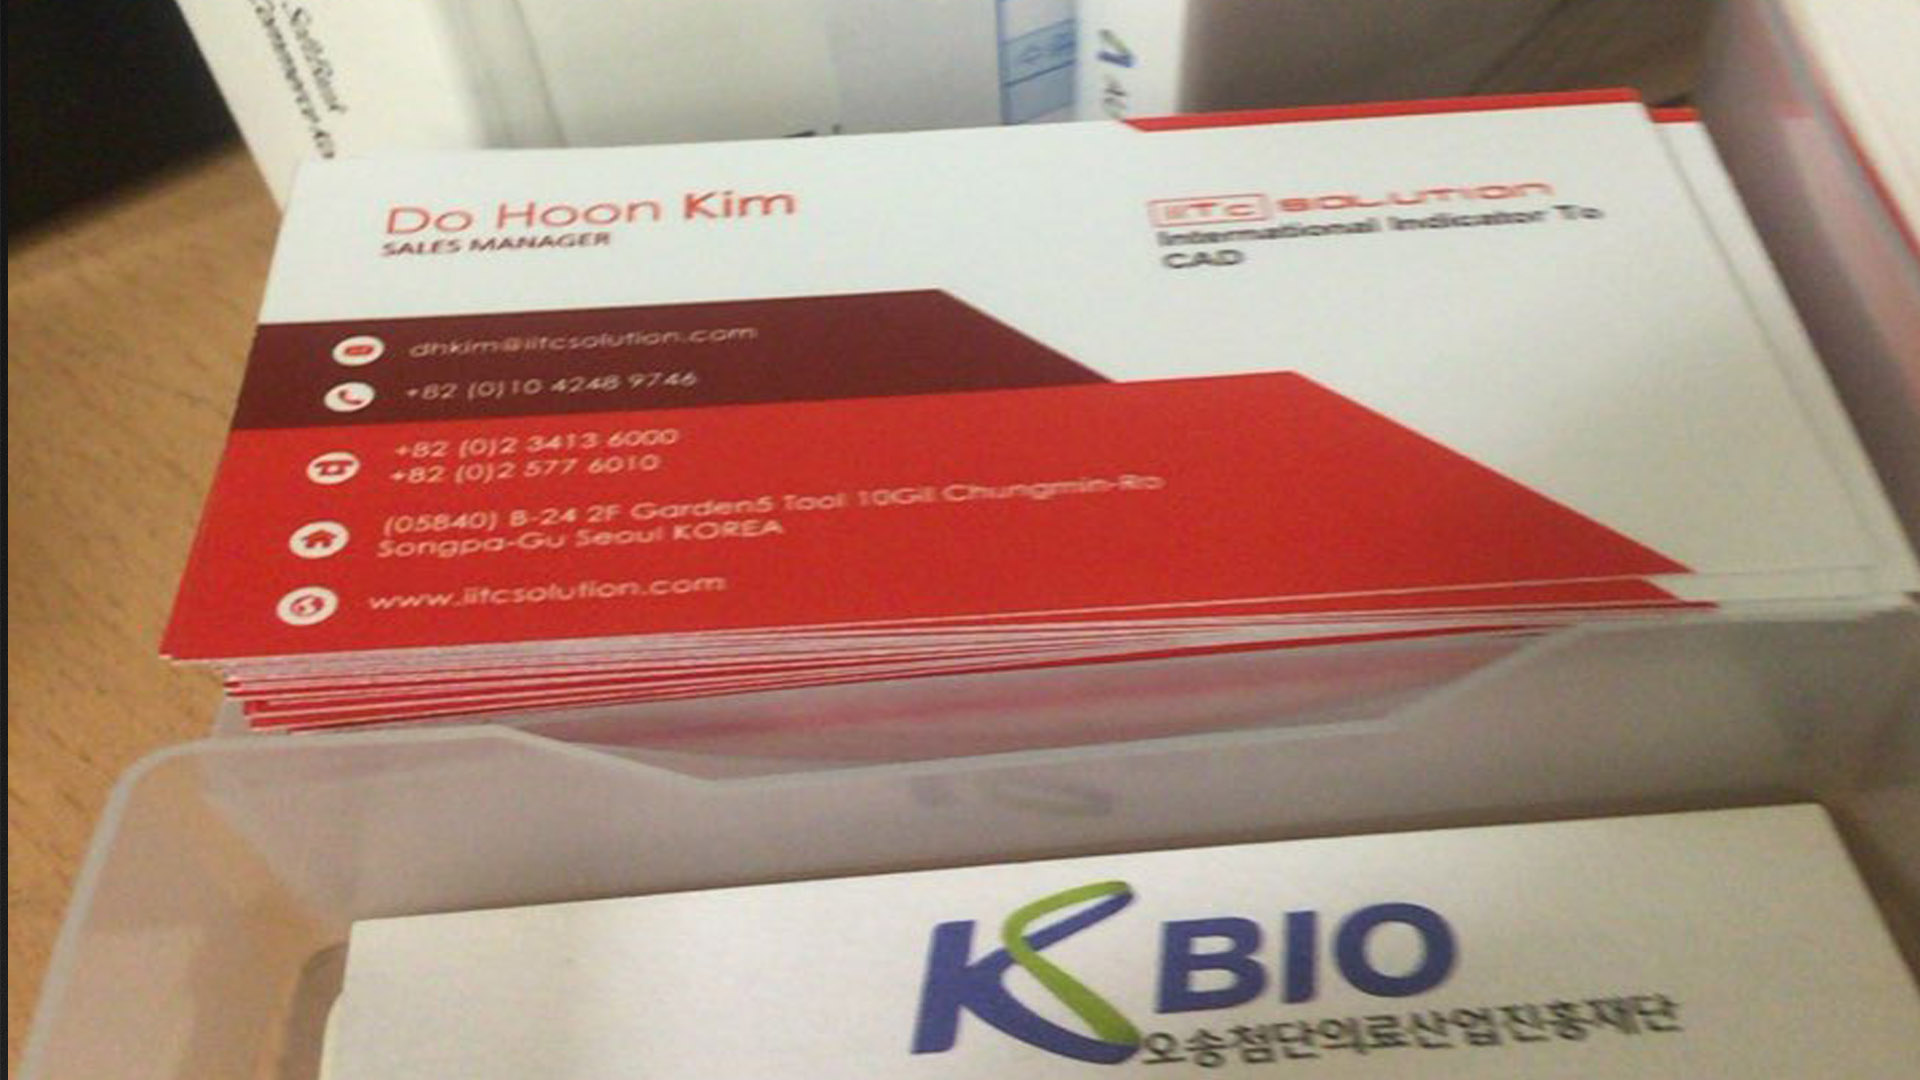 Do Hoon Kim
SALES MANAGER
iiTc SOLUTION
International Indicator To
CAD
dhkim@iitcsolution.com
+82 (0)10 4248 9746
+82 (0)2 3413 6000
+82 (0)2 577 6010
(05840) B-24 2F Garden5 Tool 10Gil Chungmin-Ro
Songpa-Gu Seoul KOREA
www.iitcsolution.com
KBIO
오송첨단의료산업진흥재단